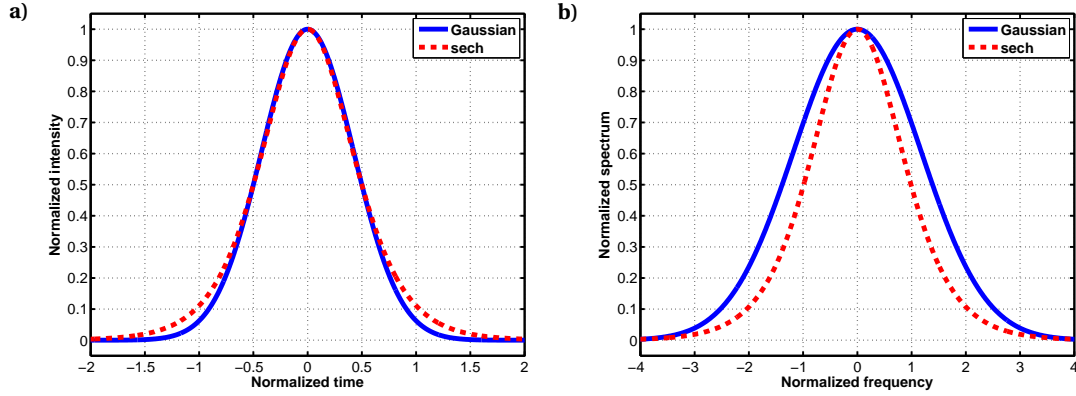 a)
Normalized intensity
1
0.9
0.8
0.7
0.6
0.5
0.4
0.3
0.2
0.1
0
Gaussian
sech
−2 −1.5 −1 −0.5 0 0.5 1 1.5 2
Normalized time
b)
Normalized spectrum
1
0.9
0.8
0.7
0.6
0.5
0.4
0.3
0.2
0.1
0
Gaussian
sech
−4 −3 −2 −1 0 1 2 3 4
Normalized frequency